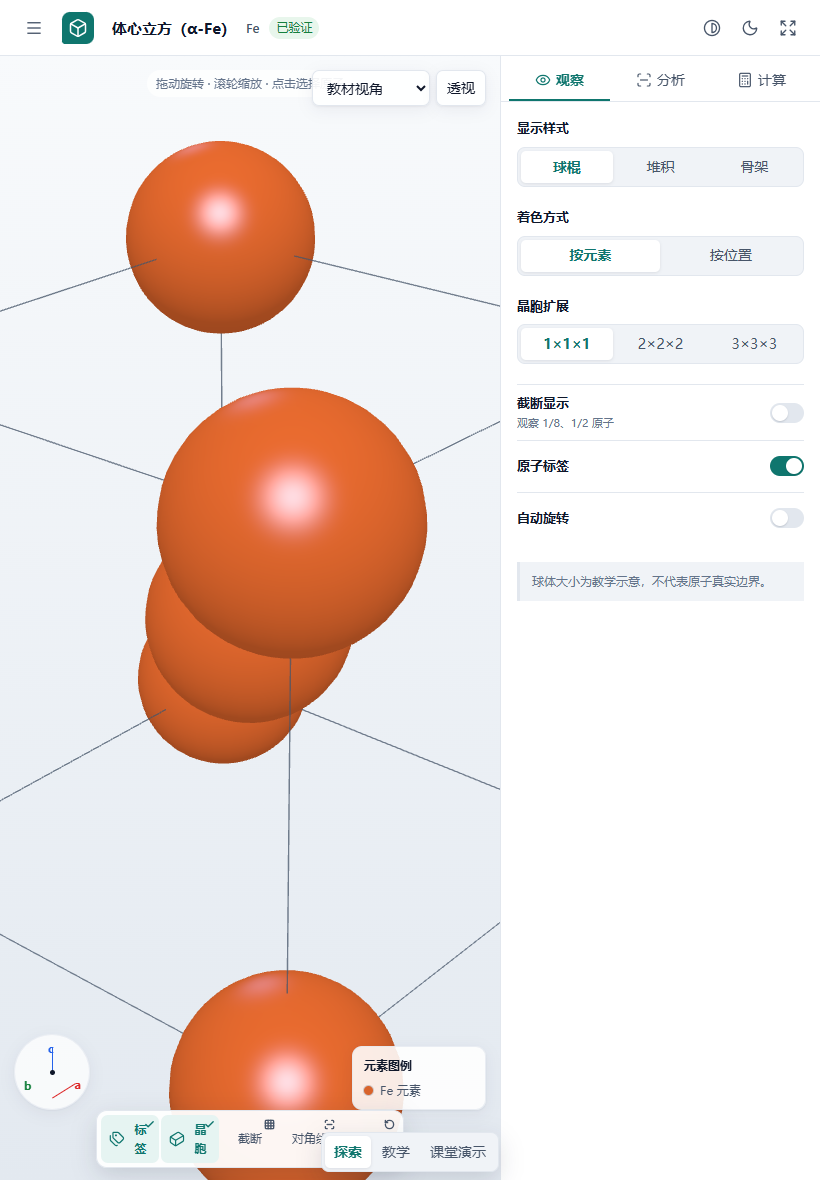 体心立方（α-Fe） Fe 已验证
拖动旋转 · 滚轮缩放 · 点击选
教材视角
透视
观察
分析
计算
显示样式
球棍
堆积
骨架
着色方式
按元素
按位置
晶胞扩展
1×1×1
2×2×2
3×3×3
截断显示
观察 1/8、1/2 原子
原子标签
自动旋转
球体大小为教学示意，不代表原子真实边界。
b
a
元素图例
Fe 元素
标签
晶胞
截断
对角
探索
教学
课堂演示